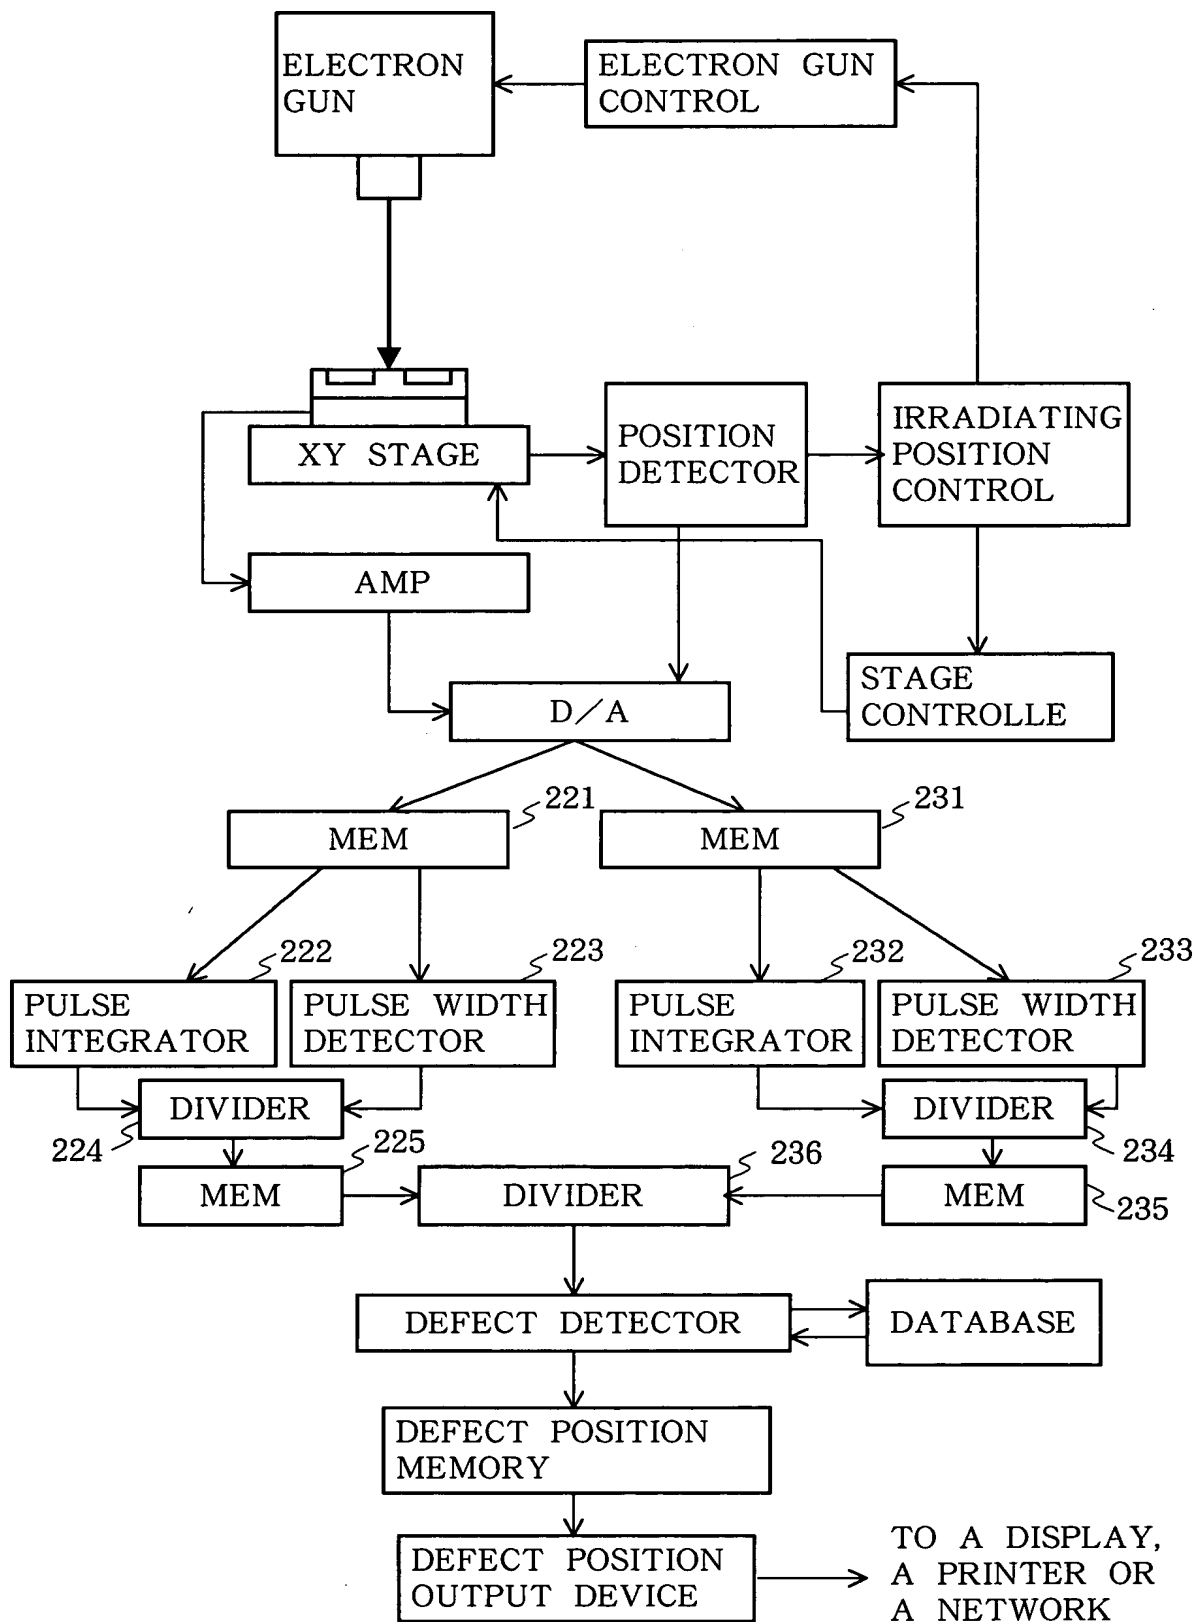 ELECTRON
GUN
ELECTRON GUN
CONTROL
XY STAGE
POSITION
DETECTOR
IRRADIATING
POSITION
CONTROL
AMP
STAGE
CONTROLLE
D/A
221
MEM
231
MEM
222
PULSE
INTEGRATOR
223
PULSE WIDTH
DETECTOR
232
PULSE
INTEGRATOR
233
PULSE WIDTH
DETECTOR
DIVIDER
224
DIVIDER
234
225
MEM
236
DIVIDER
MEM
235
DEFECT DETECTOR
DATABASE
DEFECT POSITION
MEMORY
DEFECT POSITION
OUTPUT DEVICE
TO A DISPLAY,
A PRINTER OR
A NETWORK